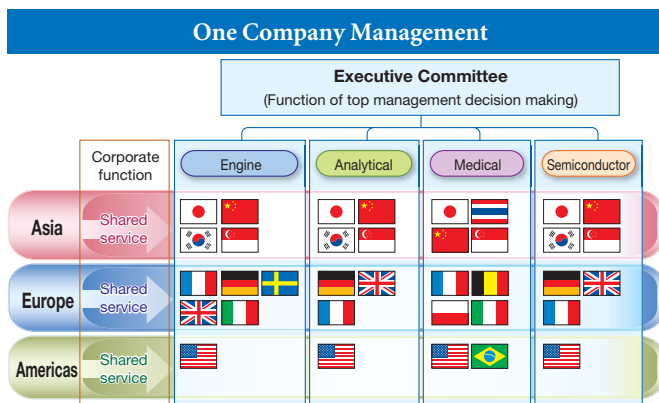 One Company Management
Executive Committee
(Function of top management decision making)
Corporate
function
Engine
Analytical
Medical
Semiconductor
Asia
Shared
service
Europe
Shared
service
Americas
Shared
service